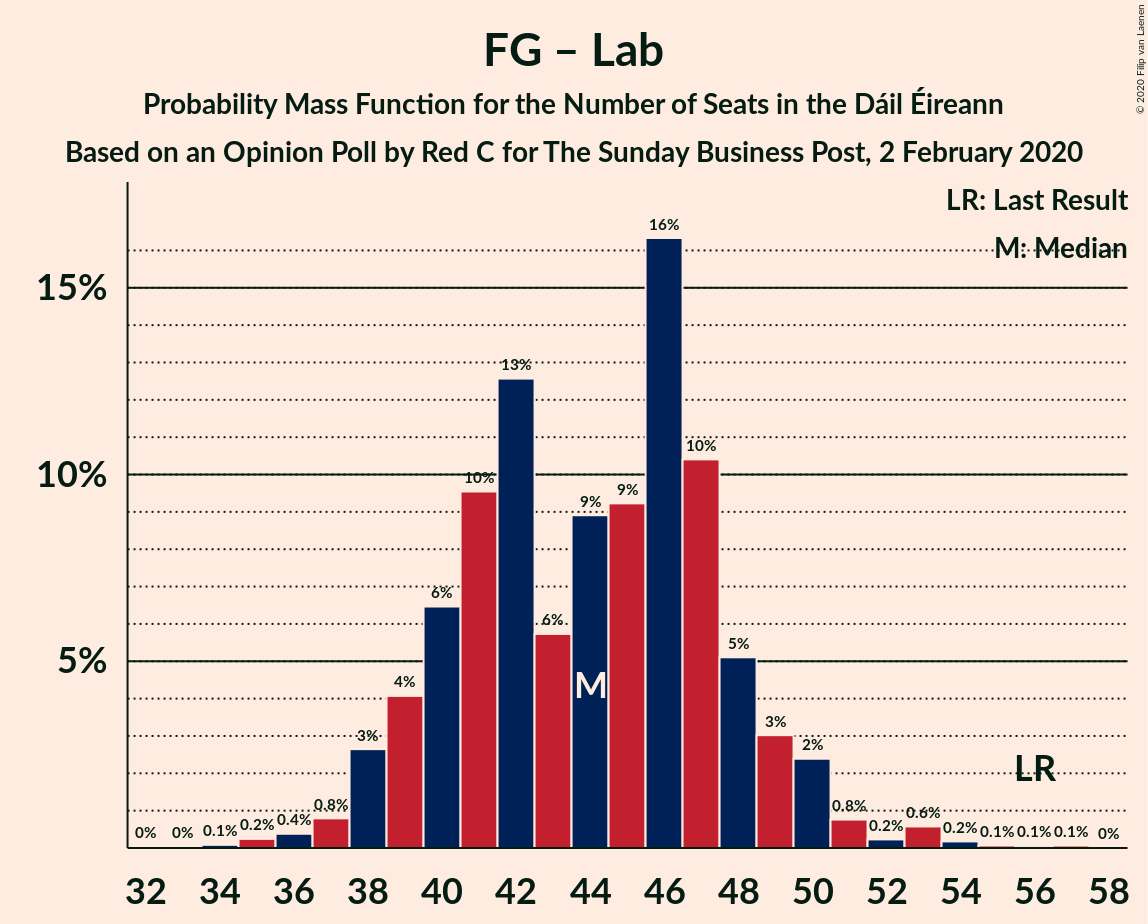 FG – Lab
Probability Mass Function for the Number of Seats in the Dáil Éireann
Based on an Opinion Poll by Red C for The Sunday Business Post, 2 February 2020
© 2020 Filip van Laenen
LR: Last Result
M: Median
15%
10%
5%
0% 0% 0.1% 0.2% 0.4% 0.8% 3% 4% 6% 10% 13% 6% 9% 9% 16% 10% 5% 3% 2% 0.8% 0.2% 0.6% 0.2% 0.1% 0.1% 0.1% 0%
M
LR
32 34 36 38 40 42 44 46 48 50 52 54 56 58